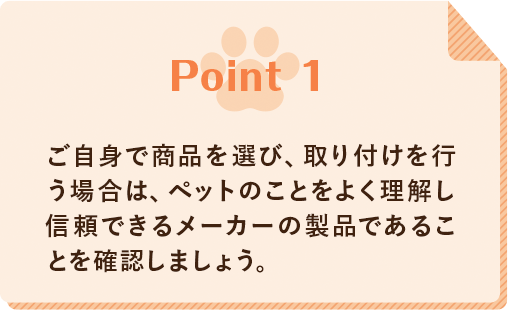 Point 1
ご自身で商品を選び、取り付けを行
う場合は、ペットのことをよく理解し
信頼できるメーカーの製品であるこ
とを確認しましょう。